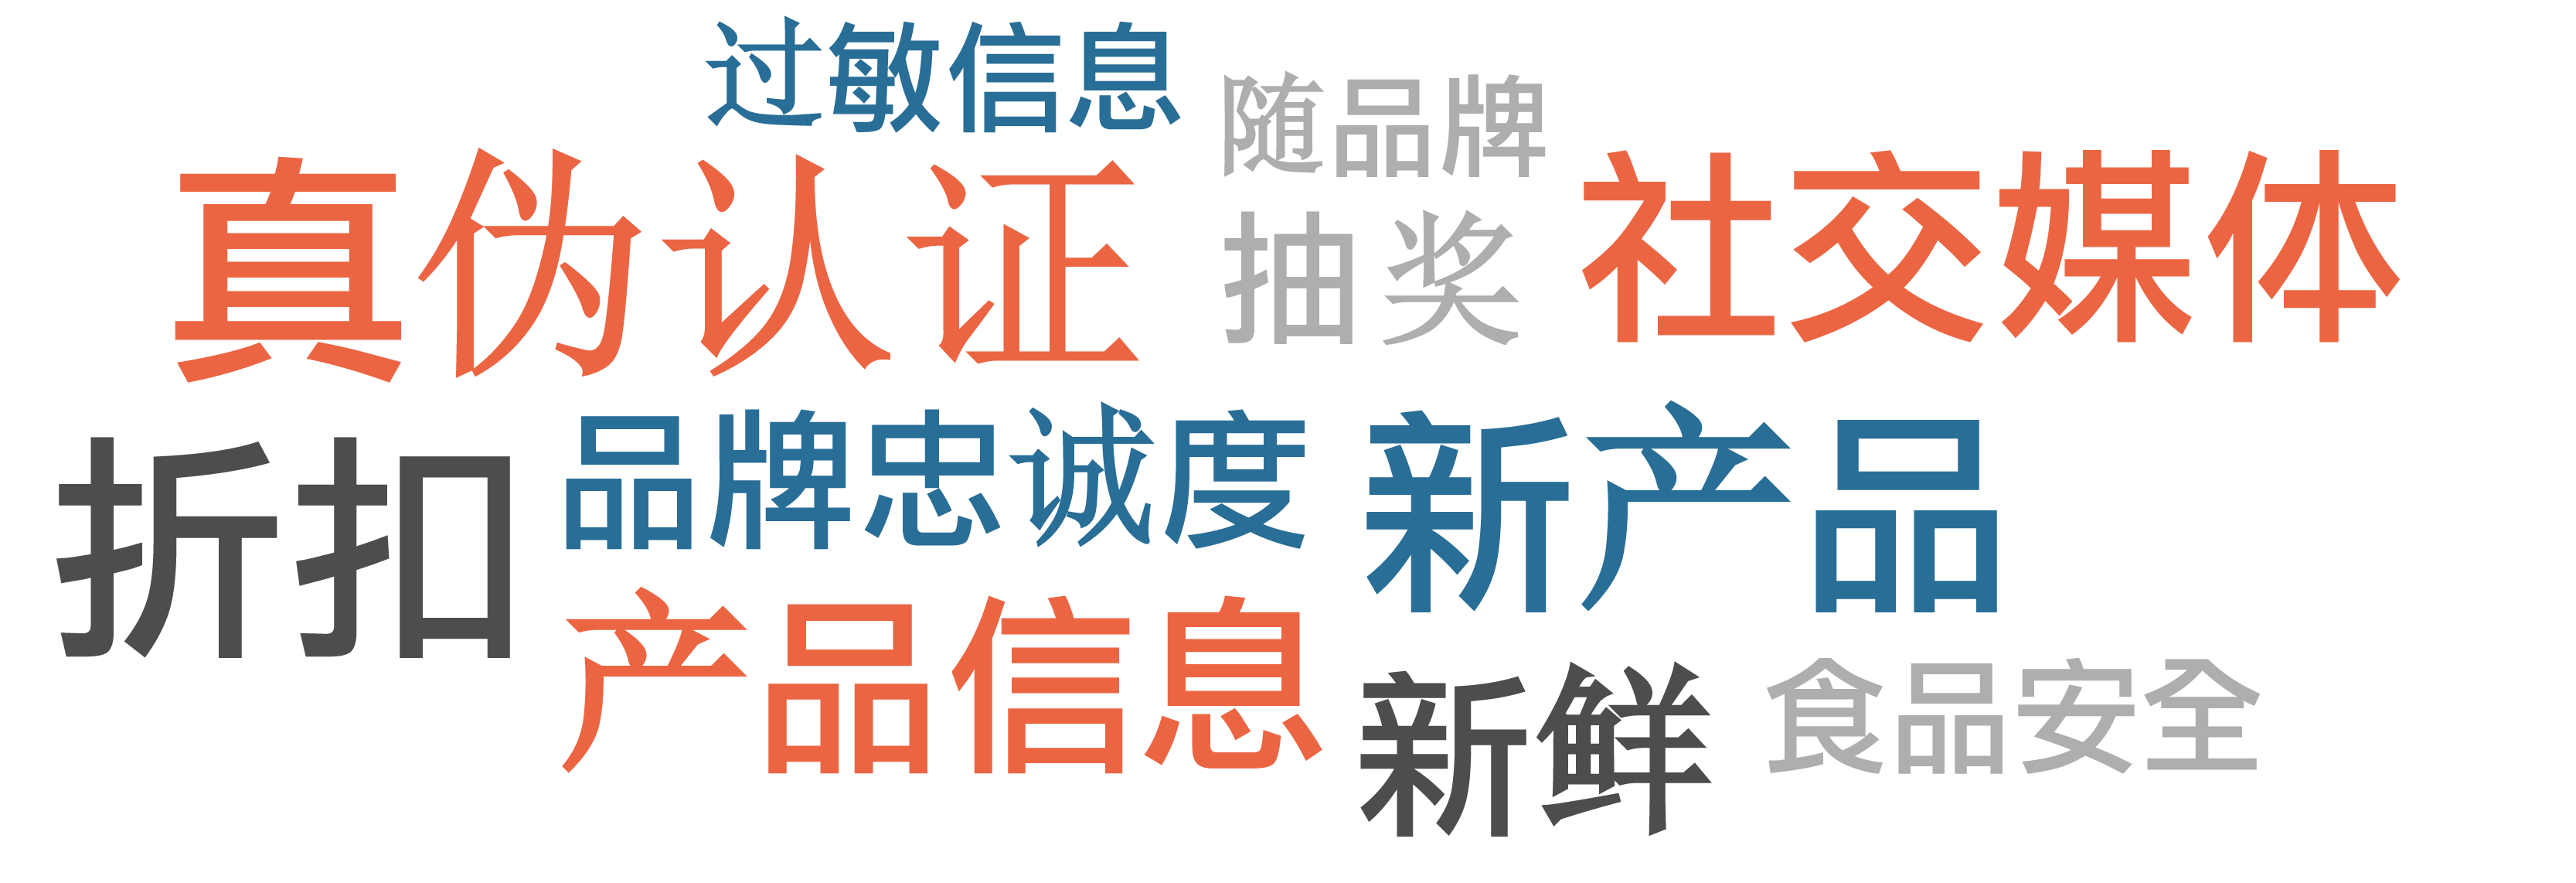 过敏信息
随品牌
抽奖
真伪认证
社交媒体
折扣
品牌忠诚度
新产品
产品信息
新鲜
食品安全